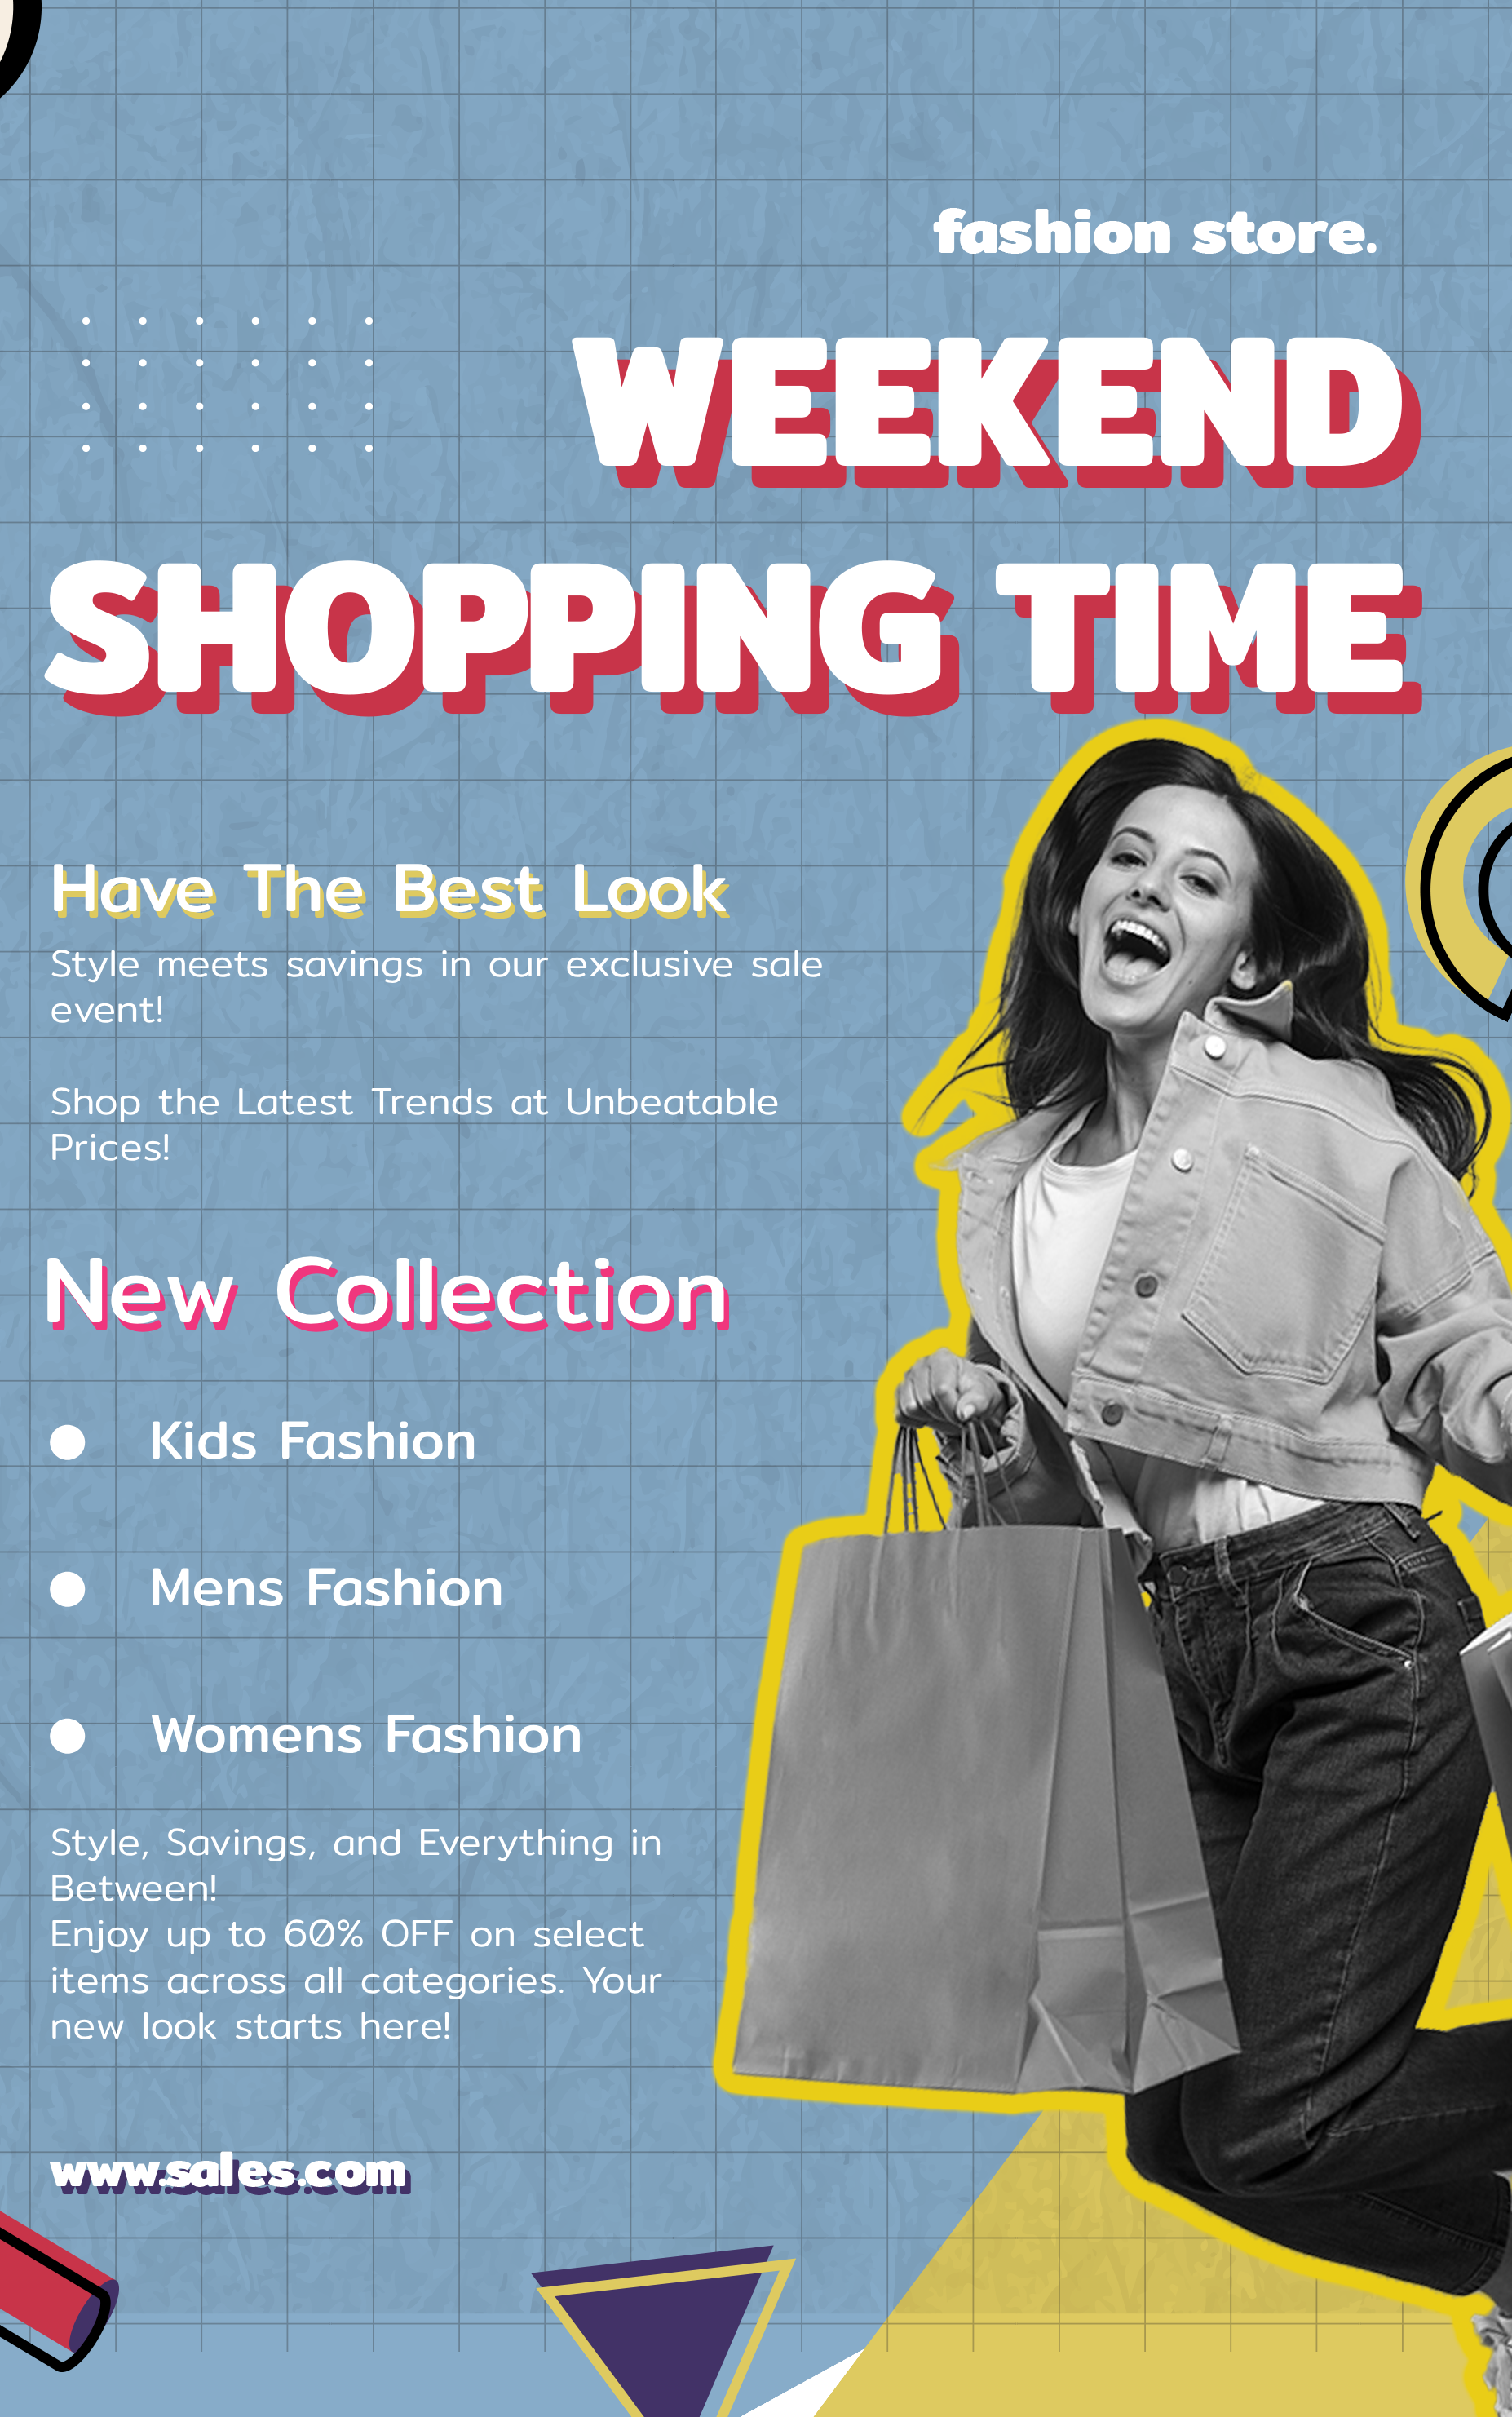 fashion store.
WEEKEND
SHOPPING TIME
Have The Best Look
Style meets savings in our exclusive sale
event!
Shop the Latest Trends at Unbeatable
Prices!
New Collection
Kids Fashion
Mens Fashion
Womens Fashion
Style, Savings, and Everything in
Between!
Enjoy up to 60% OFF on select
items across all categories. Your
new look starts here!
www.sales.com